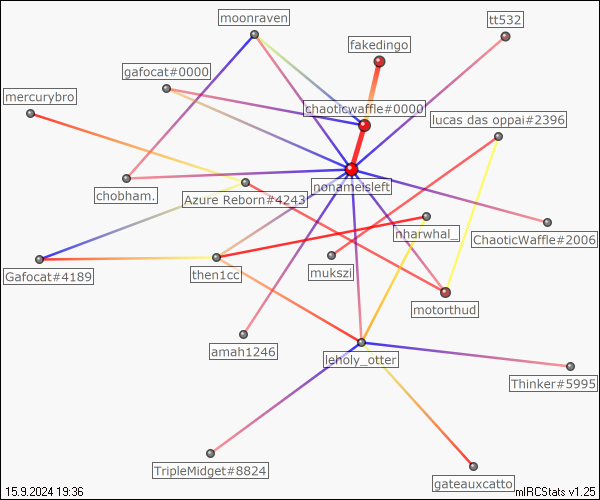 moonraven
tt532
fakedingo
gafocat#0000
mercurybro
chaoticwaffle#0000
lucas das oppai#2396
chobham.
nonameisleft
Azure Reborn#4243
nharwhal_
ChaoticWaffle#2006
Gafocat#4189
then1cc
mukszi
motorthud
amah1246
leholy_otter
Thinker#5995
TripleMidget#8824
gateauxcatto
15.9.2024 19:36
mIRCStats v1.25